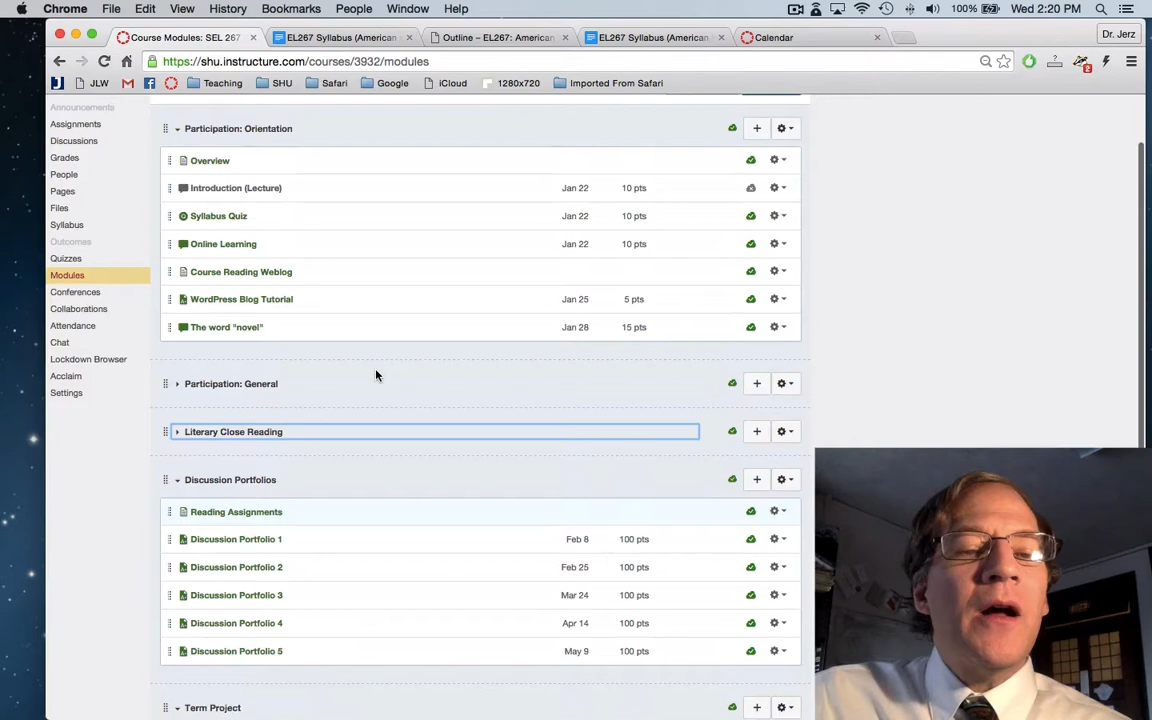 Chrome File Edit View History Bookmarks People Window Help 100% Wed 2:20 PM
Course Modules: SEL 267 × EL267 Syllabus (American × Outline – EL267: American × EL267 Syllabus (American × Calendar × Dr. Jerz
https://shu.instructure.com/courses/3932/modules
JLW Teaching SHU Safari Google iCloud 1280x720 Imported From Safari
Announcements
Assignments
Discussions
Grades
People
Pages
Files
Syllabus
Outcomes
Quizzes
Modules
Conferences
Collaborations
Attendance
Chat
Lockdown Browser
Acclaim
Settings
Participation: Orientation
Overview
Introduction (Lecture) Jan 22 10 pts
Syllabus Quiz Jan 22 10 pts
Online Learning Jan 22 10 pts
Course Reading Weblog
WordPress Blog Tutorial Jan 25 5 pts
The word "novel" Jan 28 15 pts
Participation: General
Literary Close Reading
Discussion Portfolios
Reading Assignments
Discussion Portfolio 1 Feb 8 100 pts
Discussion Portfolio 2 Feb 25 100 pts
Discussion Portfolio 3 Mar 24 100 pts
Discussion Portfolio 4 Apr 14 100 pts
Discussion Portfolio 5 May 9 100 pts
Term Project